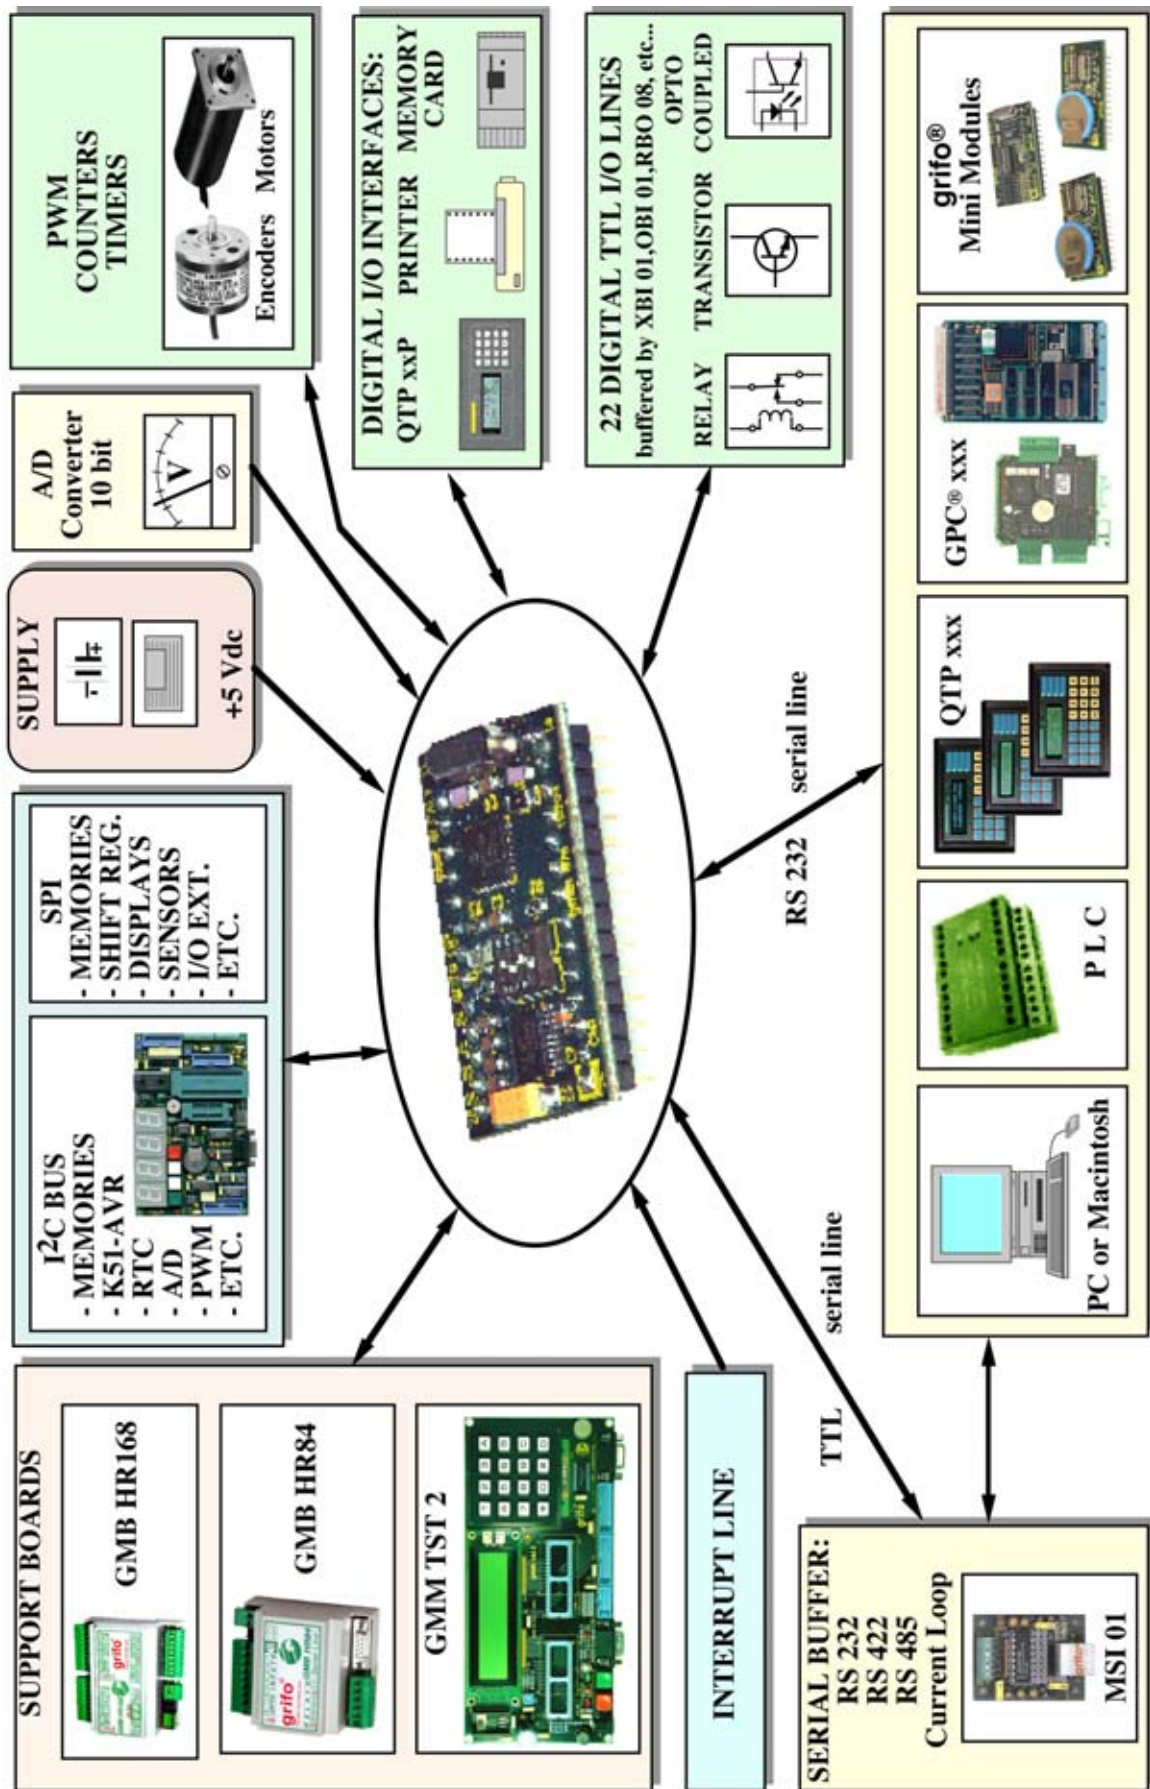 SUPPORT BOARDS
GMB HR168
GMB HR84
GMM TST 2
I²C BUS
- MEMORIES
- K51-AVR
- RTC
- A/D
- PWM
- ETC.
SPI
- MEMORIES
- SHIFT REG.
- DISPLAYS
- SENSORS
- I/O EXT.
- ETC.
SUPPLY
+5 Vdc
A/D
Converter
10 bit
V
PWM
COUNTERS
TIMERS
Encoders Motors
DIGITAL I/O INTERFACES:
QTP xxP PRINTER MEMORY
CARD
22 DIGITAL TTL I/O LINES
buffered by XBI 01,OBI 01,RBO 08, etc...
OPTO
RELAY TRANSISTOR COUPLED
INTERRUPT LINE
TTL serial line
RS 232 serial line
SERIAL BUFFER:
RS 232
RS 422
RS 485
Current Loop
MSI 01
PC or Macintosh
P L C
QTP xxx
GPC® xxx
grifo®
Mini Modules
grifo®
grifo®
grifo